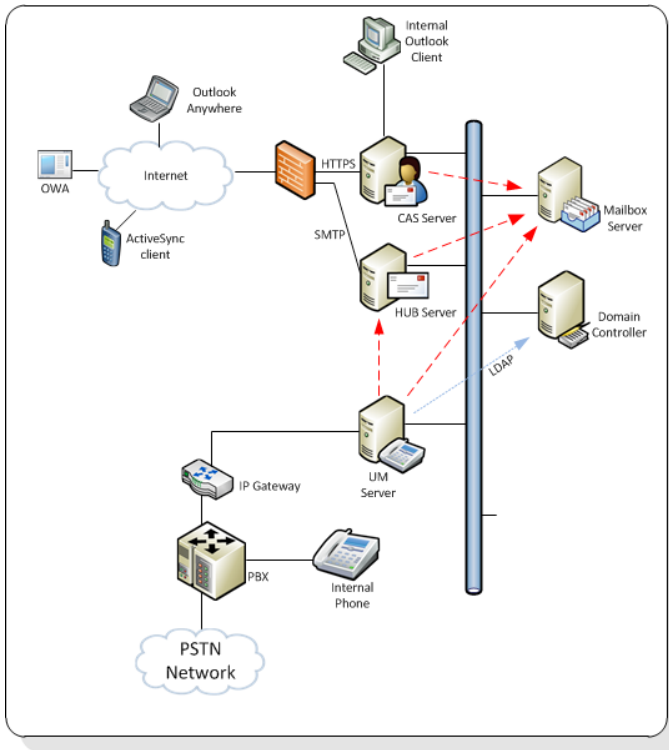 Internal
Outlook
Client
Outlook
Anywhere
OWA
Internet
ActiveSync
client
HTTPS
SMTP
CAS Server
Mailbox
Server
HUB Server
Domain
Controller
LDAP
UM
Server
IP Gateway
PBX
Internal
Phone
PSTN
Network